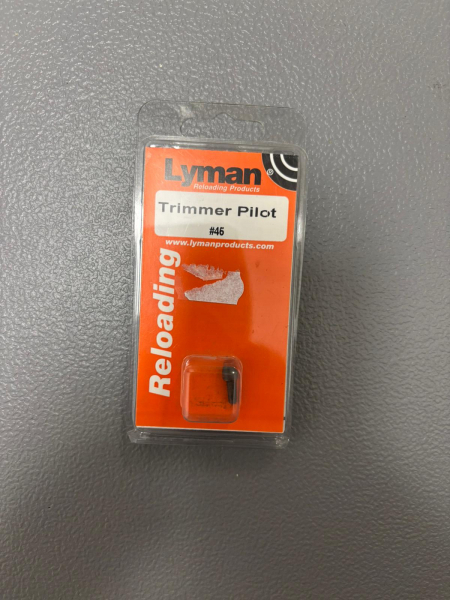 Lyman®
Reloading Products
Trimmer Pilot
#46
www.lymanproducts.com
Reloading